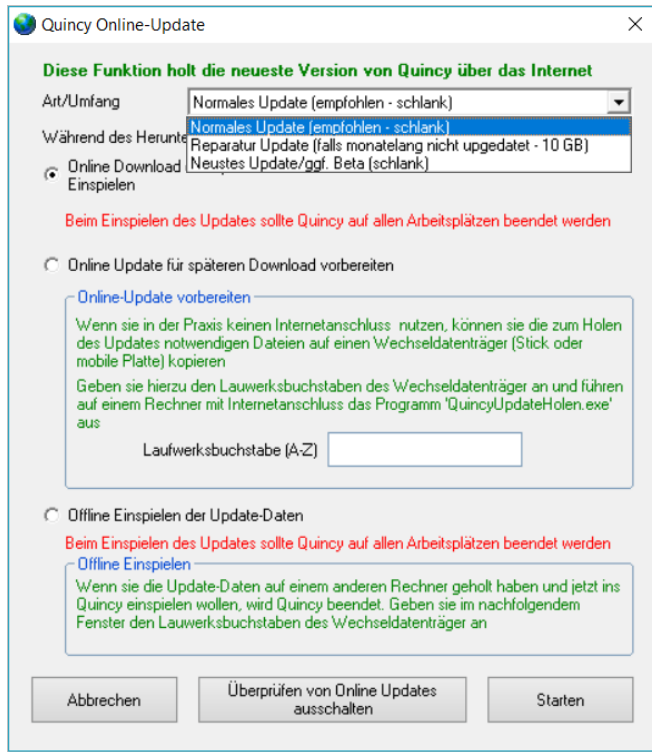 Quincy Online-Update
Diese Funktion holt die neueste Version von Quincy über das Internet
Art/Umfang
Normales Update (empfohlen - schlank)
Normales Update (empfohlen - schlank)
Während des Herunte
Reparatur Update (falls monatelang nicht upgedatet - 10 GB)
Neustes Update/ggf. Beta (schlank)
Online Download
Einspielen
Beim Einspielen des Updates sollte Quincy auf allen Arbeitsplätzen beendet werden
Online Update für späteren Download vorbereiten
Online-Update vorbereiten
Wenn sie in der Praxis keinen Internetanschluss nutzen, können sie die zum Holen
des Updates notwendigen Dateien auf einen Wechseldatenträger (Stick oder
mobile Platte) kopieren
Geben sie hierzu den Lauwerksbuchstaben des Wechseldatenträger an und führen
auf einem Rechner mit Internetanschluss das Programm 'QuincyUpdateHolen.exe'
aus
Laufwerksbuchstabe (A-Z)
Offline Einspielen der Update-Daten
Beim Einspielen des Updates sollte Quincy auf allen Arbeitsplätzen beendet werden
Offline Einspielen
Wenn sie die Update-Daten auf einem anderen Rechner geholt haben und jetzt ins
Quincy einspielen wollen, wird Quincy beendet. Geben sie im nachfolgendem
Fenster den Lauwerksbuchstaben des Wechseldatenträger an
Abbrechen
Überprüfen von Online Updates
ausschalten
Starten